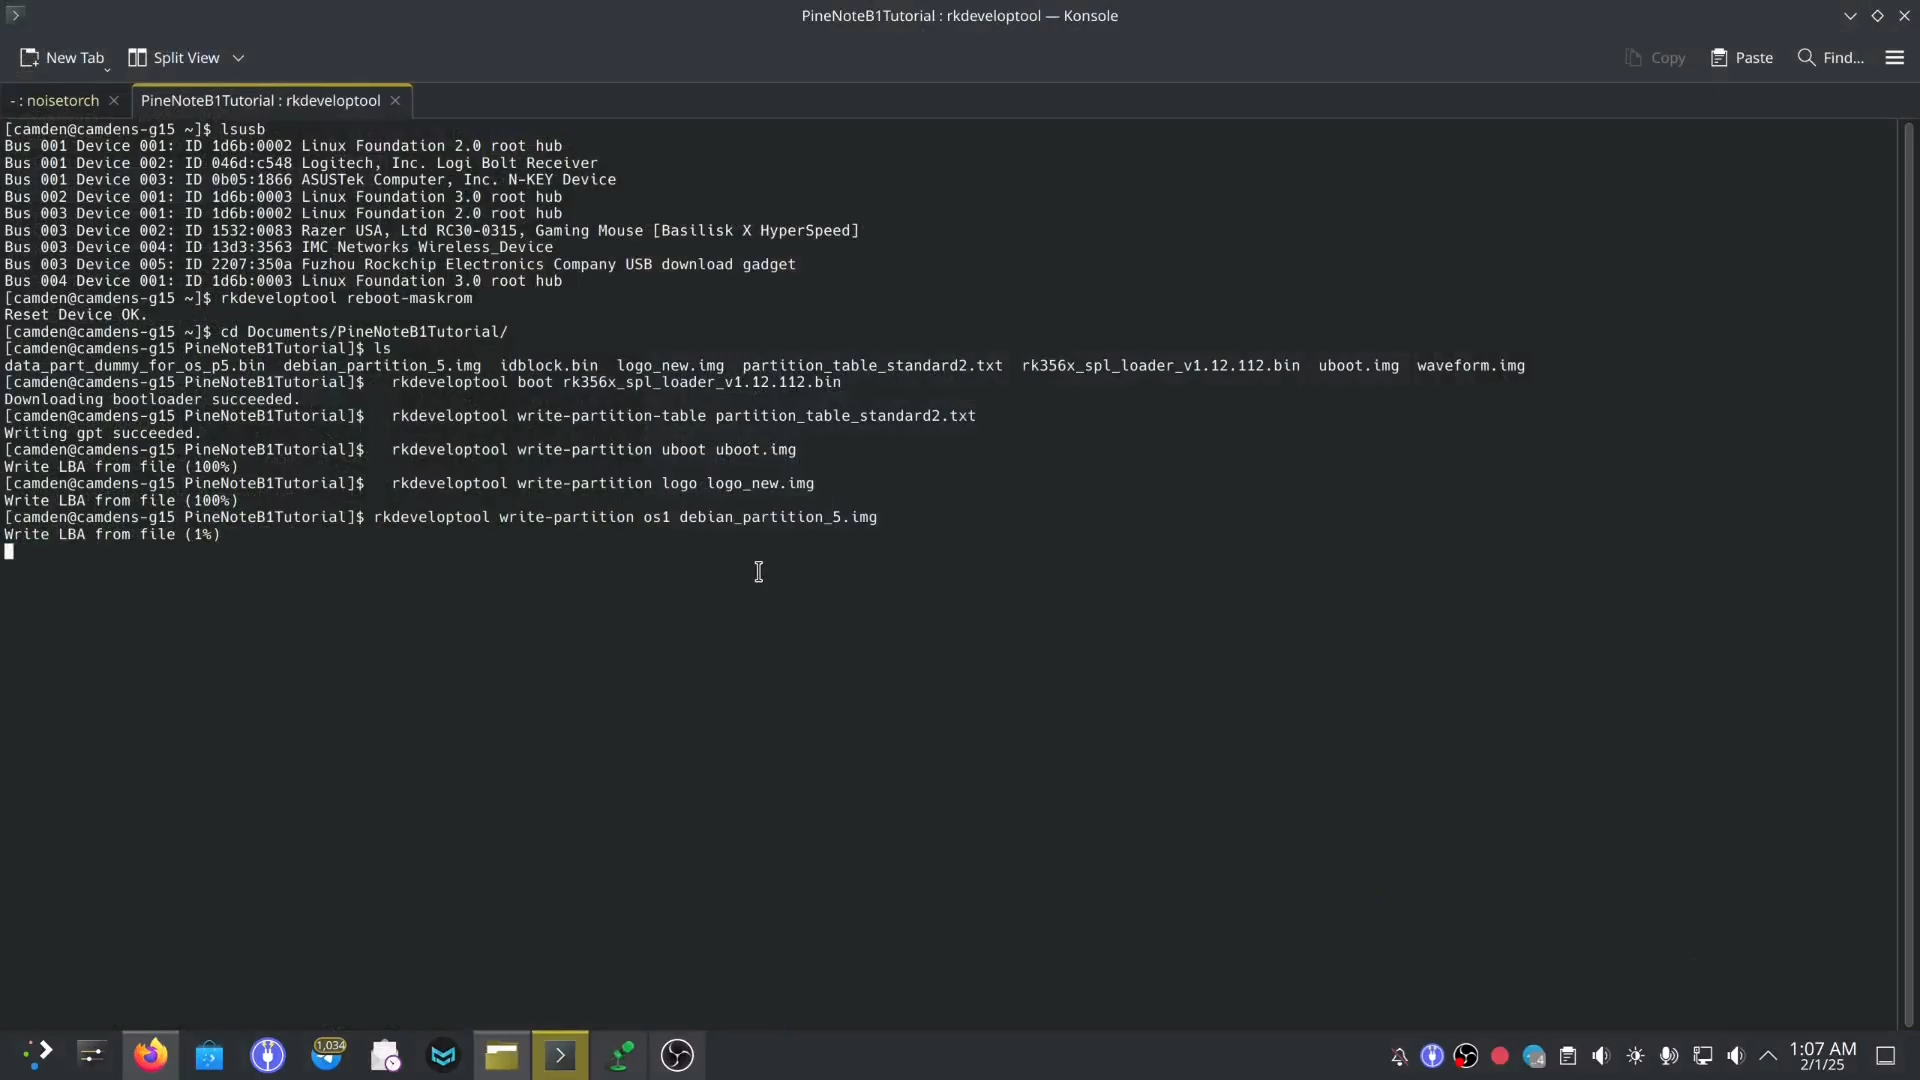 PineNoteB1Tutorial : rkdeveloptool — Konsole
New Tab Split View Copy Paste Find...
- : noisetorch PineNoteB1Tutorial : rkdeveloptool
[camden@camdens-g15 ~]$ lsusb
Bus 001 Device 001: ID 1d6b:0002 Linux Foundation 2.0 root hub
Bus 001 Device 002: ID 046d:c548 Logitech, Inc. Logi Bolt Receiver
Bus 001 Device 003: ID 0b05:1866 ASUSTek Computer, Inc. N-KEY Device
Bus 002 Device 001: ID 1d6b:0003 Linux Foundation 3.0 root hub
Bus 003 Device 001: ID 1d6b:0002 Linux Foundation 2.0 root hub
Bus 003 Device 002: ID 1532:0083 Razer USA, Ltd RC30-0315, Gaming Mouse [Basilisk X HyperSpeed]
Bus 003 Device 004: ID 13d3:3563 IMC Networks Wireless_Device
Bus 003 Device 005: ID 2207:350a Fuzhou Rockchip Electronics Company USB download gadget
Bus 004 Device 001: ID 1d6b:0003 Linux Foundation 3.0 root hub
[camden@camdens-g15 ~]$ rkdeveloptool reboot-maskrom
Reset Device OK.
[camden@camdens-g15 ~]$ cd Documents/PineNoteB1Tutorial/
[camden@camdens-g15 PineNoteB1Tutorial]$ ls
data_part_dummy_for_os_p5.bin debian_partition_5.img idblock.bin logo_new.img partition_table_standard2.txt rk356x_spl_loader_v1.12.112.bin uboot.img waveform.img
[camden@camdens-g15 PineNoteB1Tutorial]$ rkdeveloptool boot rk356x_spl_loader_v1.12.112.bin
Downloading bootloader succeeded.
[camden@camdens-g15 PineNoteB1Tutorial]$ rkdeveloptool write-partition-table partition_table_standard2.txt
Writing gpt succeeded.
[camden@camdens-g15 PineNoteB1Tutorial]$ rkdeveloptool write-partition uboot uboot.img
Write LBA from file (100%)
[camden@camdens-g15 PineNoteB1Tutorial]$ rkdeveloptool write-partition logo logo_new.img
Write LBA from file (100%)
[camden@camdens-g15 PineNoteB1Tutorial]$ rkdeveloptool write-partition os1 debian_partition_5.img
Write LBA from file (1%)
1,034
4
1:07 AM
2/1/25